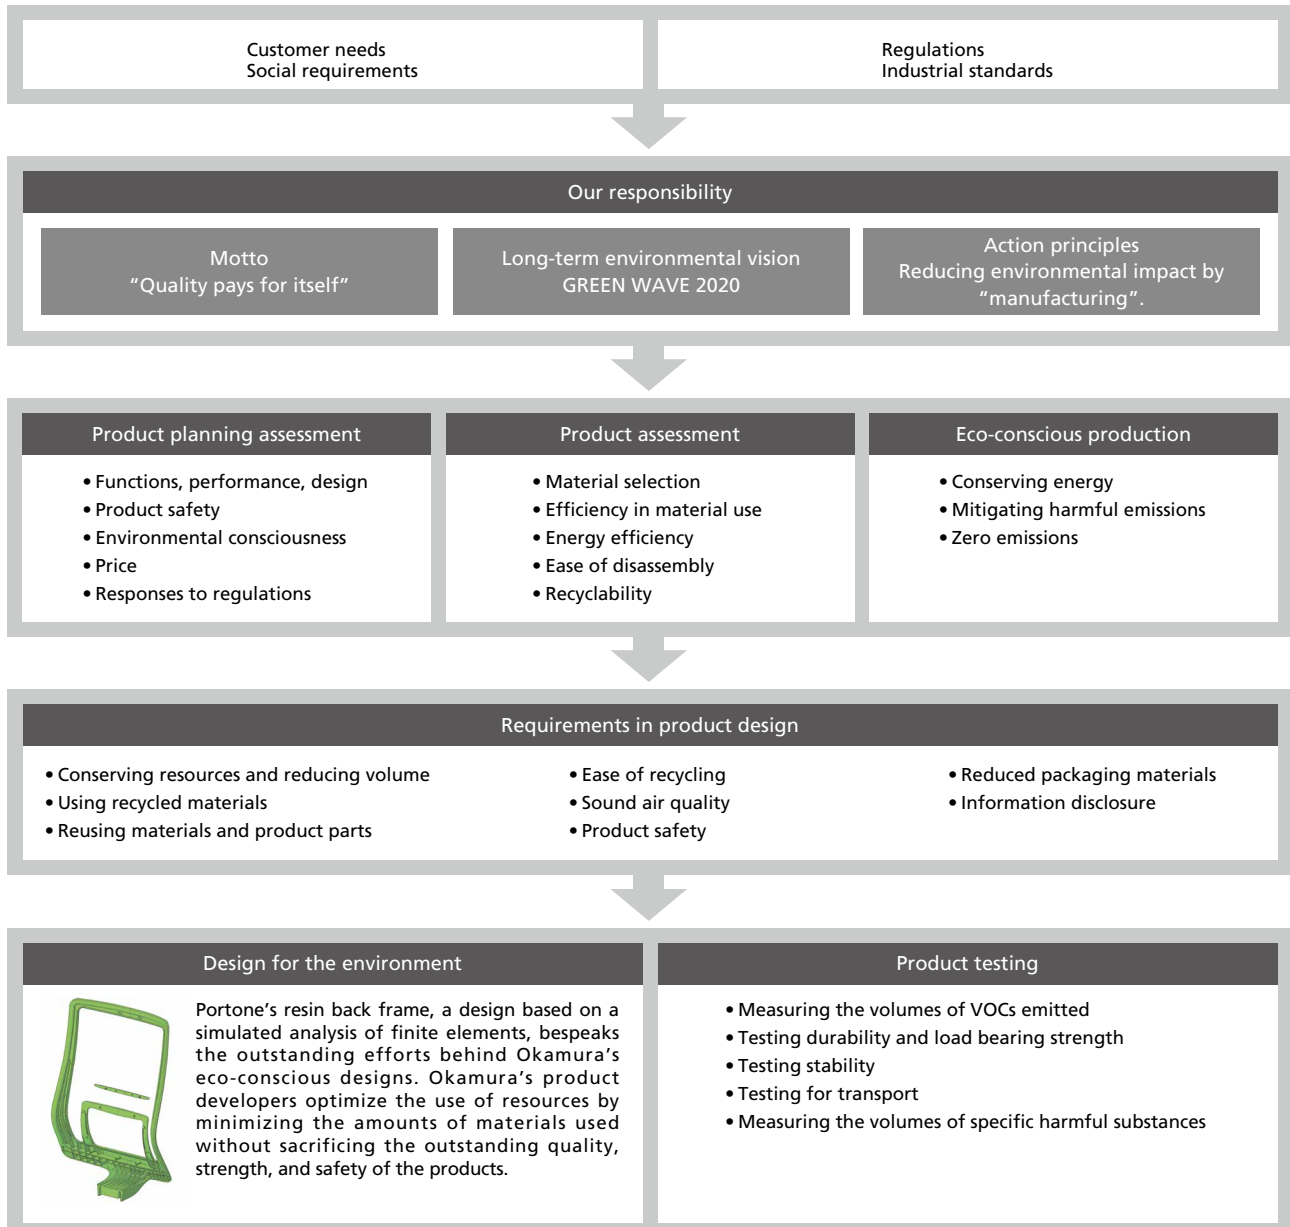 Customer needs
Social requirements
Regulations
Industrial standards
Our responsibility
Motto
“Quality pays for itself”
Long-term environmental vision
GREEN WAVE 2020
Action principles
Reducing environmental impact by
“manufacturing”.
Product planning assessment
• Functions, performance, design
• Product safety
• Environmental consciousness
• Price
• Responses to regulations
Product assessment
• Material selection
• Efficiency in material use
• Energy efficiency
• Ease of disassembly
• Recyclability
Eco-conscious production
• Conserving energy
• Mitigating harmful emissions
• Zero emissions
Requirements in product design
• Conserving resources and reducing volume
• Using recycled materials
• Reusing materials and product parts
• Ease of recycling
• Sound air quality
• Product safety
• Reduced packaging materials
• Information disclosure
Design for the environment
Portone’s resin back frame, a design based on a
simulated analysis of finite elements, bespeaks
the outstanding efforts behind Okamura’s
eco-conscious designs. Okamura’s product
developers optimize the use of resources by
minimizing the amounts of materials used
without sacrificing the outstanding quality,
strength, and safety of the products.
Product testing
• Measuring the volumes of VOCs emitted
• Testing durability and load bearing strength
• Testing stability
• Testing for transport
• Measuring the volumes of specific harmful substances